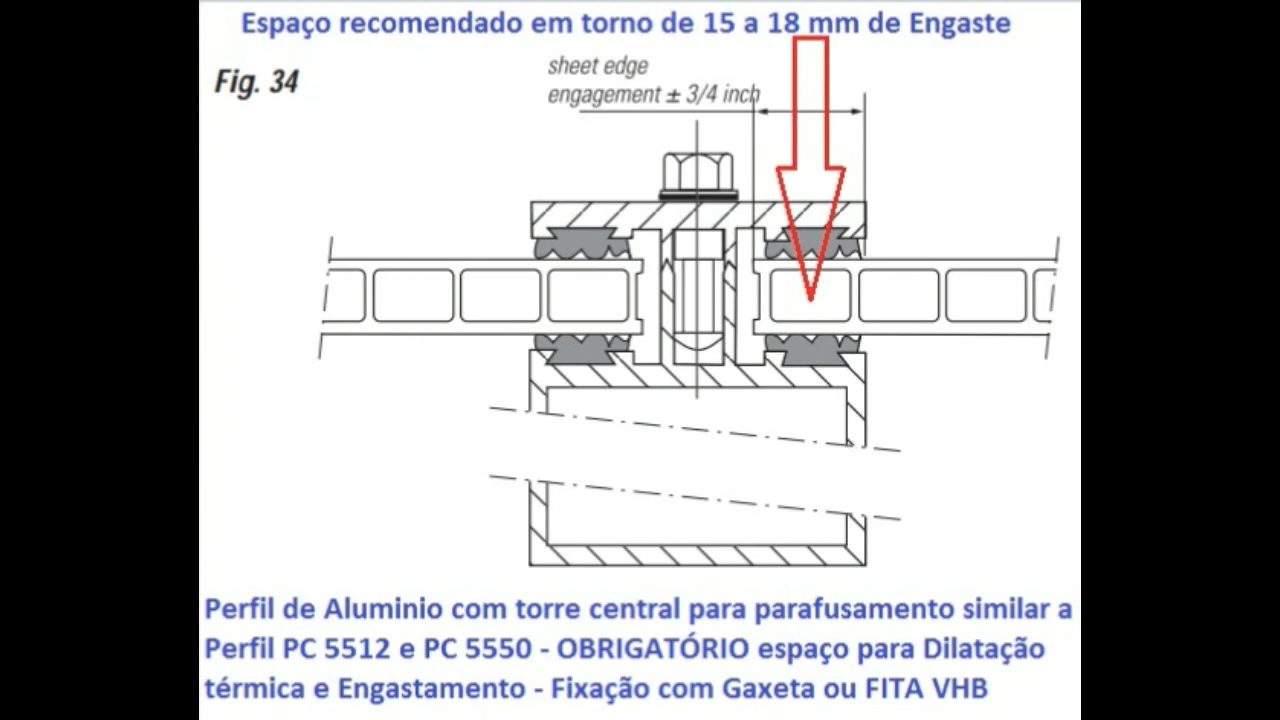 Espaço recomendado em torno de 15 a 18 mm de Engaste
Fig. 34
sheet edge
engagement ± 3/4 inch
Perfil de Aluminio com torre central para parafusamento similar a
Perfil PC 5512 e PC 5550 - OBRIGATÓRIO espaço para Dilatação
térmica e Engastamento - Fixação com Gaxeta ou FITA VHB